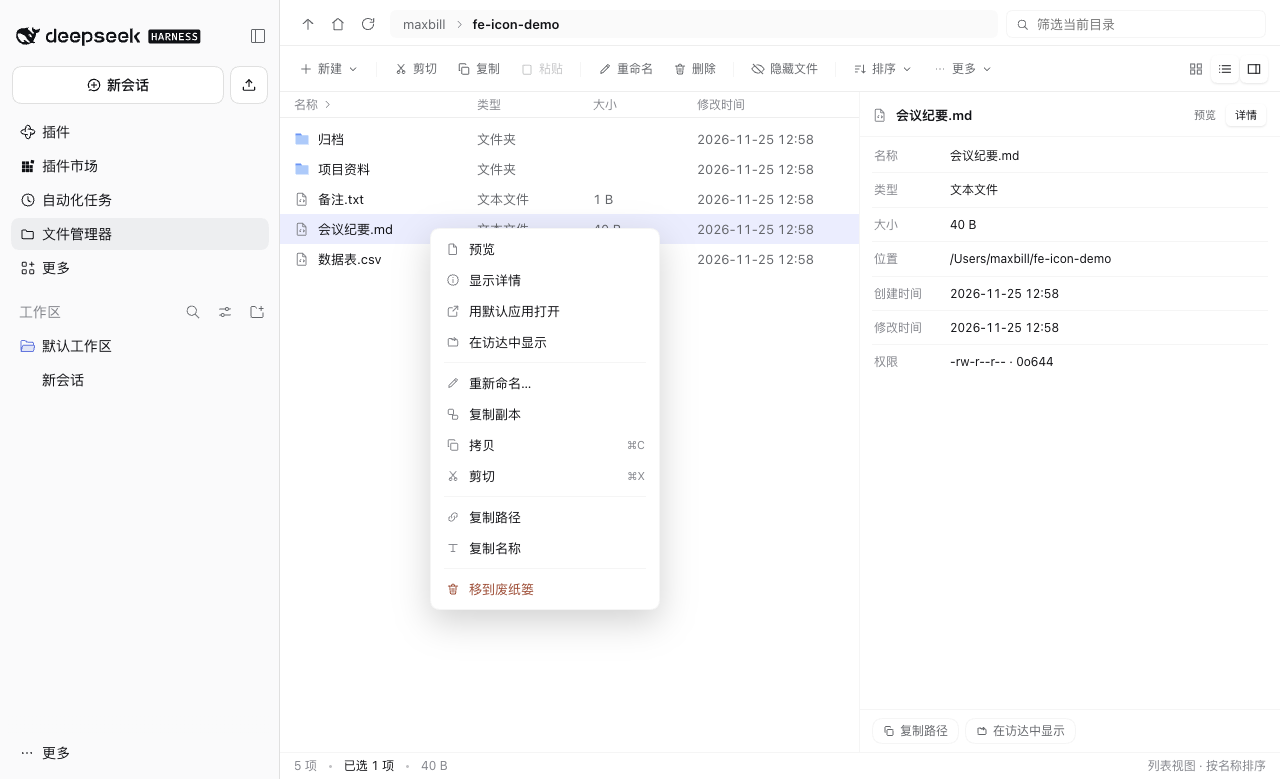 deepseek HARNESS
新会话
插件
插件市场
自动化任务
文件管理器
更多
工作区
默认工作区
新会话
更多
maxbill fe-icon-demo
筛选当前目录
新建 剪切 复制 粘贴 重命名 删除 隐藏文件 排序 更多
名称 类型 大小 修改时间
归档 文件夹 2026-11-25 12:58
项目资料 文件夹 2026-11-25 12:58
备注.txt 文本文件 1 B 2026-11-25 12:58
会议纪要.md 文本文件 40 B 2026-11-25 12:58
数据表.csv 2026-11-25 12:58
预览
显示详情
用默认应用打开
在访达中显示
重新命名...
复制副本
拷贝 ⌘C
剪切 ⌘X
复制路径
复制名称
移到废纸篓
会议纪要.md 预览 详情
名称 会议纪要.md
类型 文本文件
大小 40 B
位置 /Users/maxbill/fe-icon-demo
创建时间 2026-11-25 12:58
修改时间 2026-11-25 12:58
权限 -rw-r--r-- · 0o644
复制路径 在访达中显示
5 项 • 已选 1 项 • 40 B
列表视图 · 按名称排序